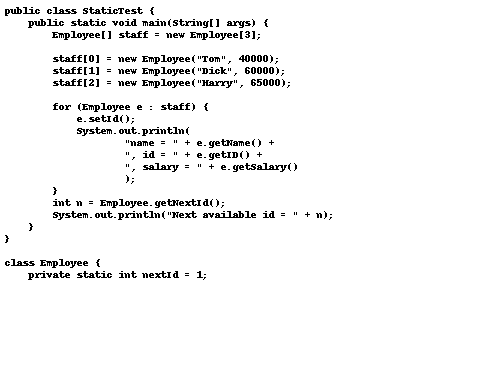 public class StaticTest {
    public static void main(String[] args) {
        Employee[] staff = new Employee[3];

        staff[0] = new Employee("Tom", 40000);
        staff[1] = new Employee("Dick", 60000);
        staff[2] = new Employee("Harry", 65000);

        for (Employee e : staff) {
            e.setId();
            System.out.println(
                    "name = " + e.getName() +
                    ", id = " + e.getID() +
                    ", salary = " + e.getSalary()
                    );
        }
        int n = Employee.getNextId();
        System.out.println("Next available id = " + n);
    }
}

class Employee {
    private static int nextId = 1;